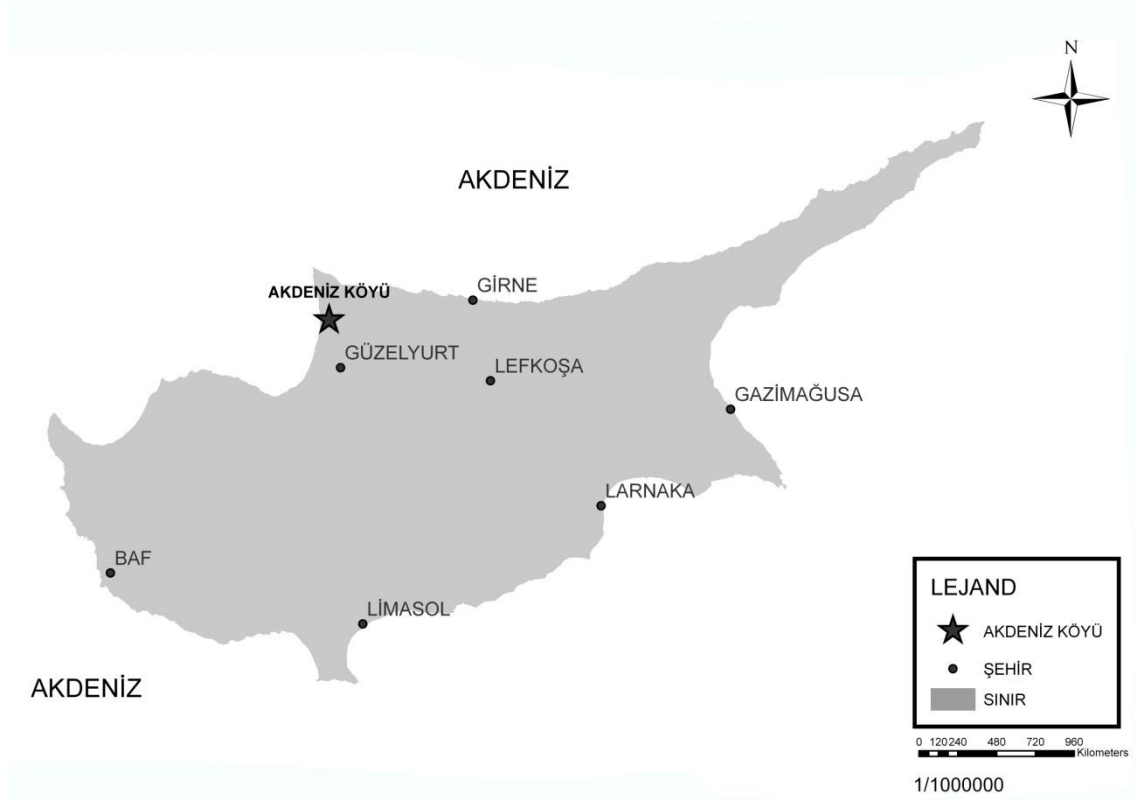 N
AKDENİZ
AKDENİZ KÖYÜ
GİRNE
GÜZELYURT
LEFKOŞA
GAZİMAĞUSA
LARNAKA
BAF
LİMASOL
AKDENİZ
LEJAND
AKDENİZ KÖYÜ
ŞEHİR
SINIR
0 120 240 480 720 960
Kilometers
1/1000000